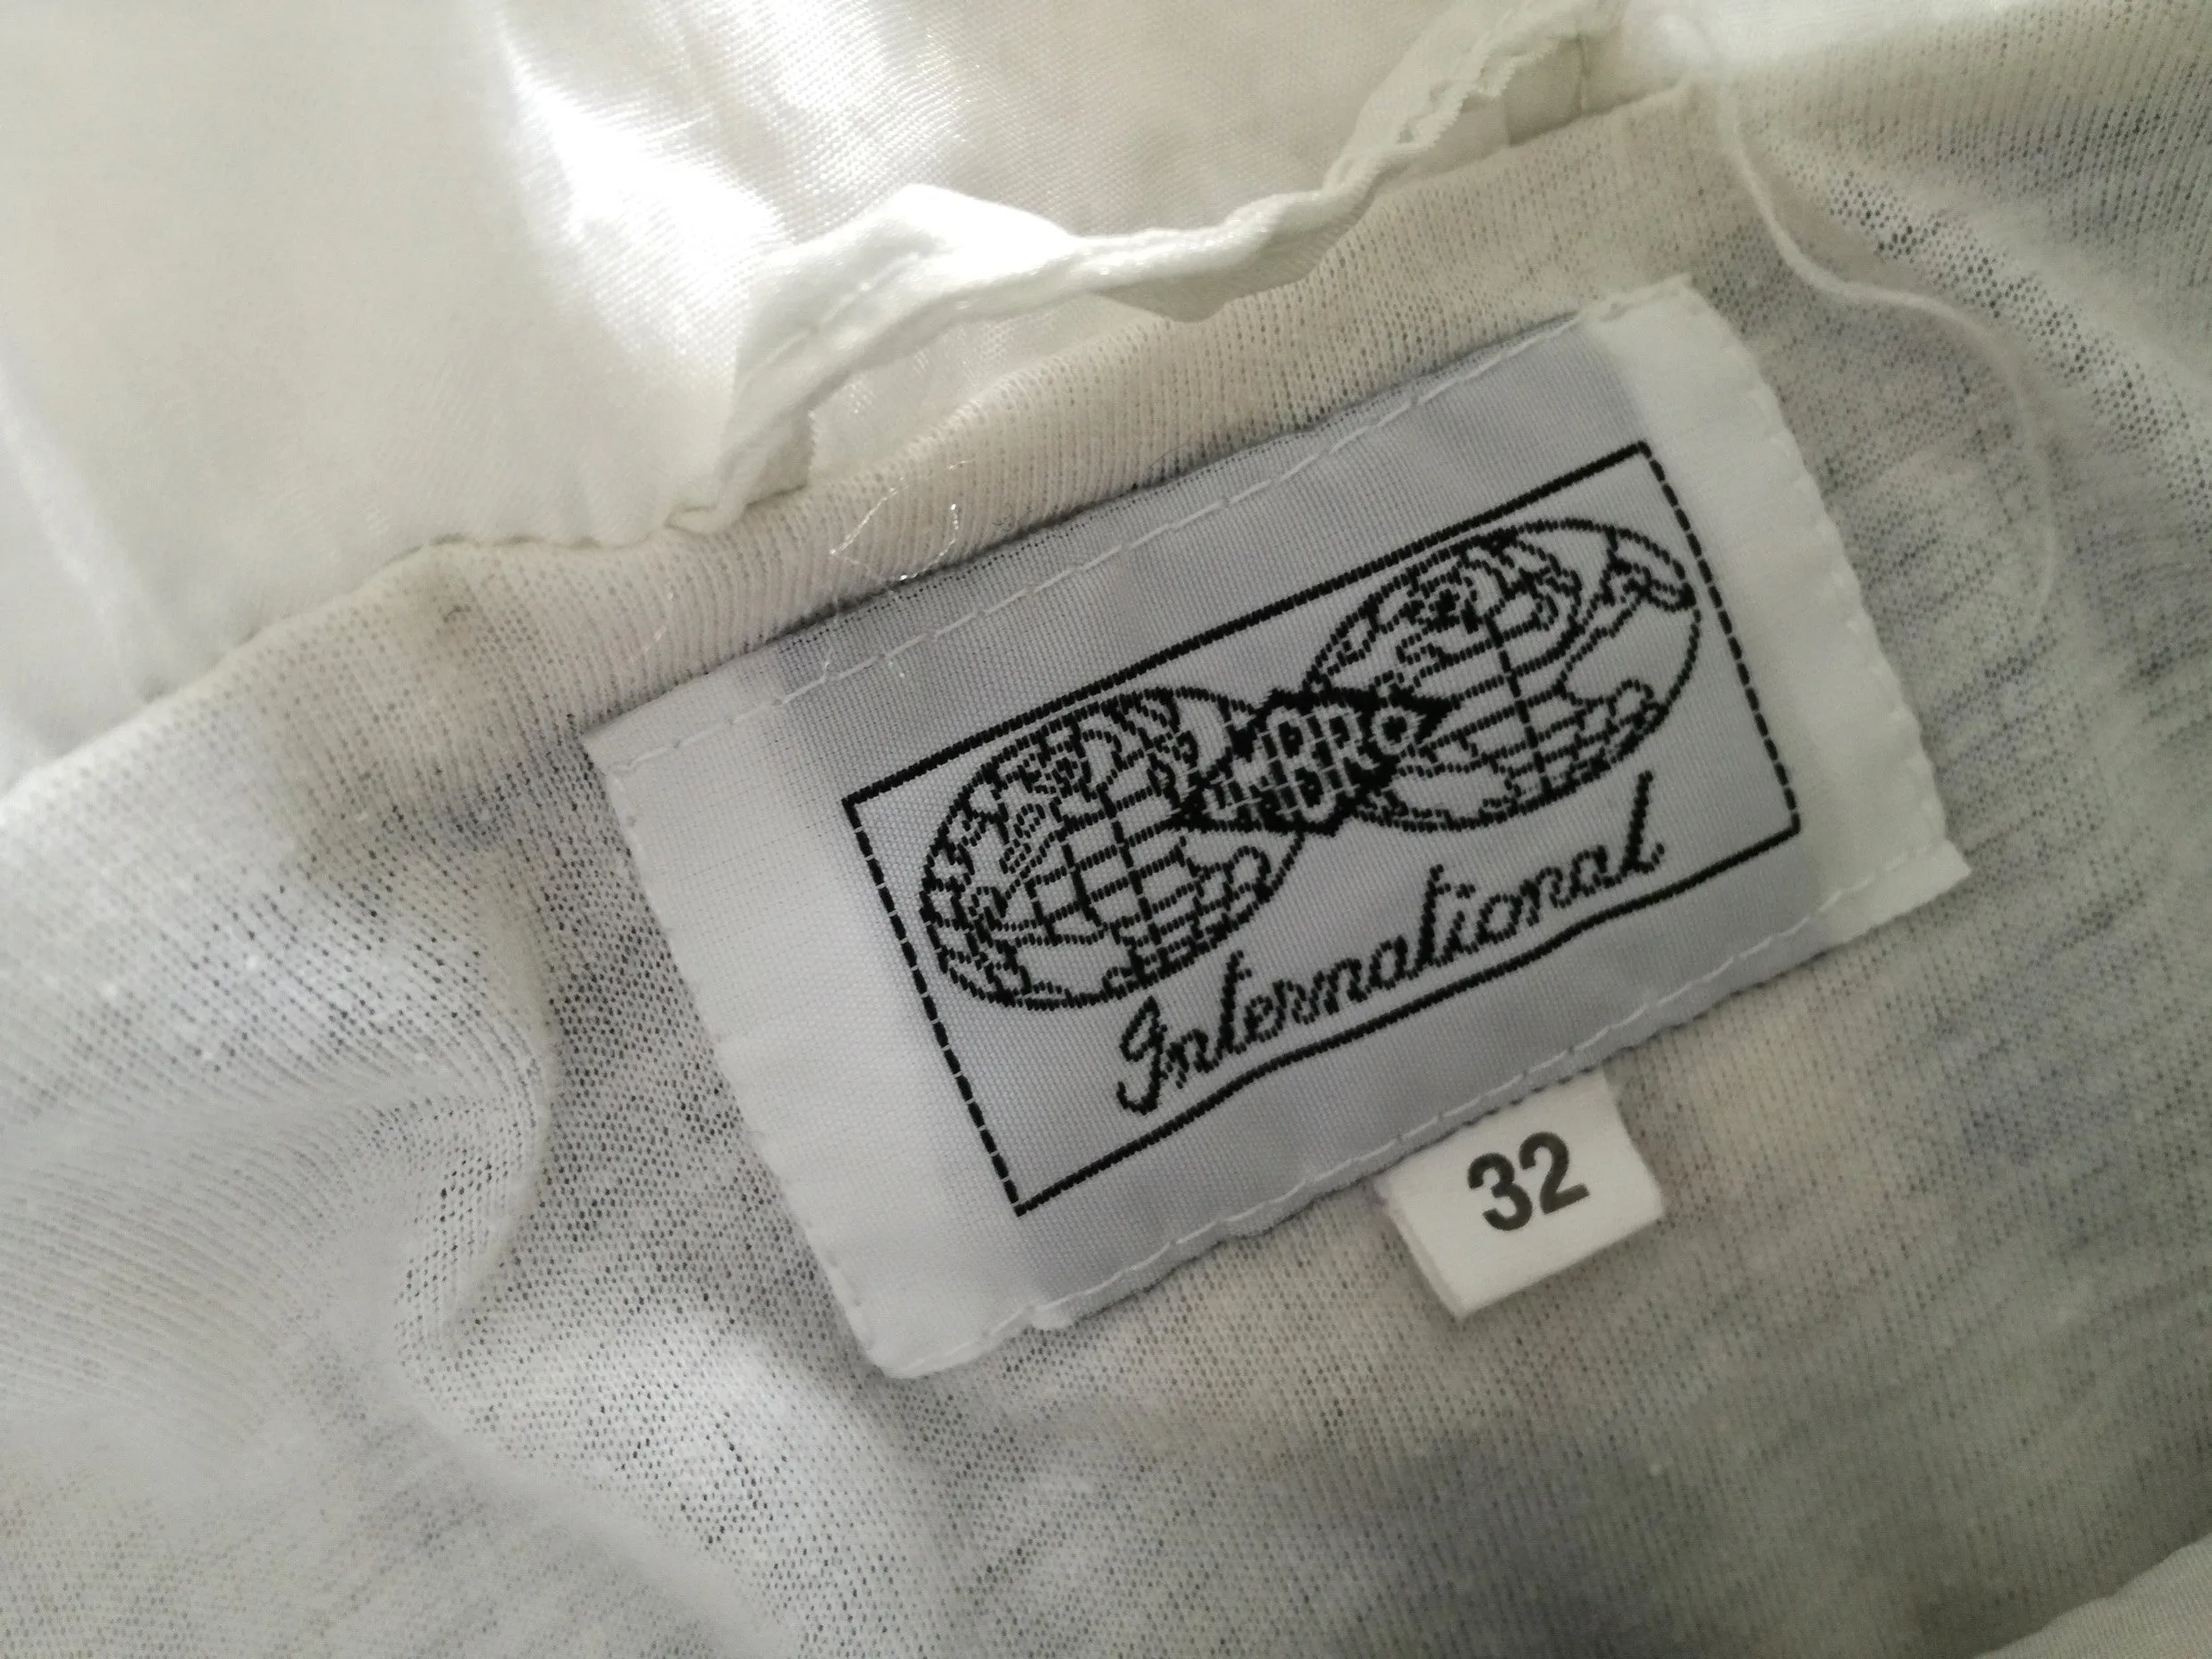 UMBRO
International
32